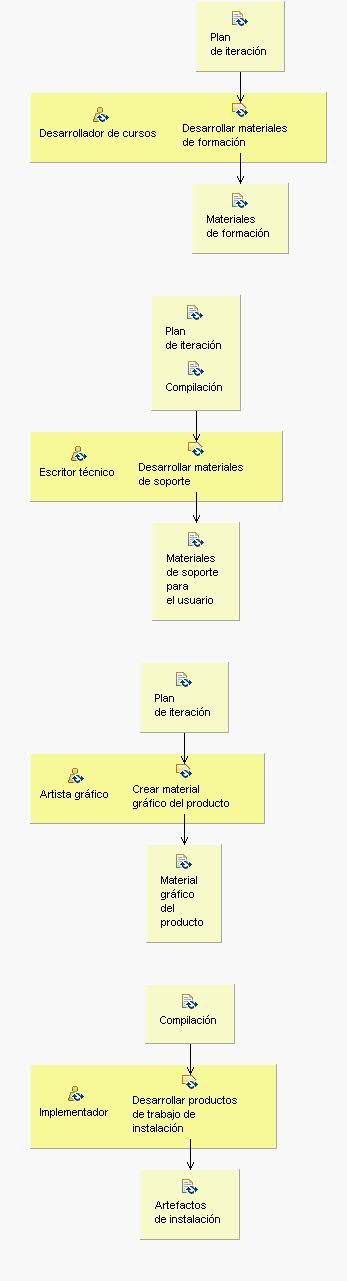 Plan
de iteración
Desarrollador de cursos
Desarrollar materiales
de formación
Materiales
de formación
Plan
de iteración
Compilación
Escritor técnico
Desarrollar materiales
de soporte
Materiales
de soporte
para
el usuario
Plan
de iteración
Artista gráfico
Crear material
gráfico del producto
Material
gráfico
del
producto
Compilación
Implementador
Desarrollar productos
de trabajo de
instalación
Artefactos
de instalación